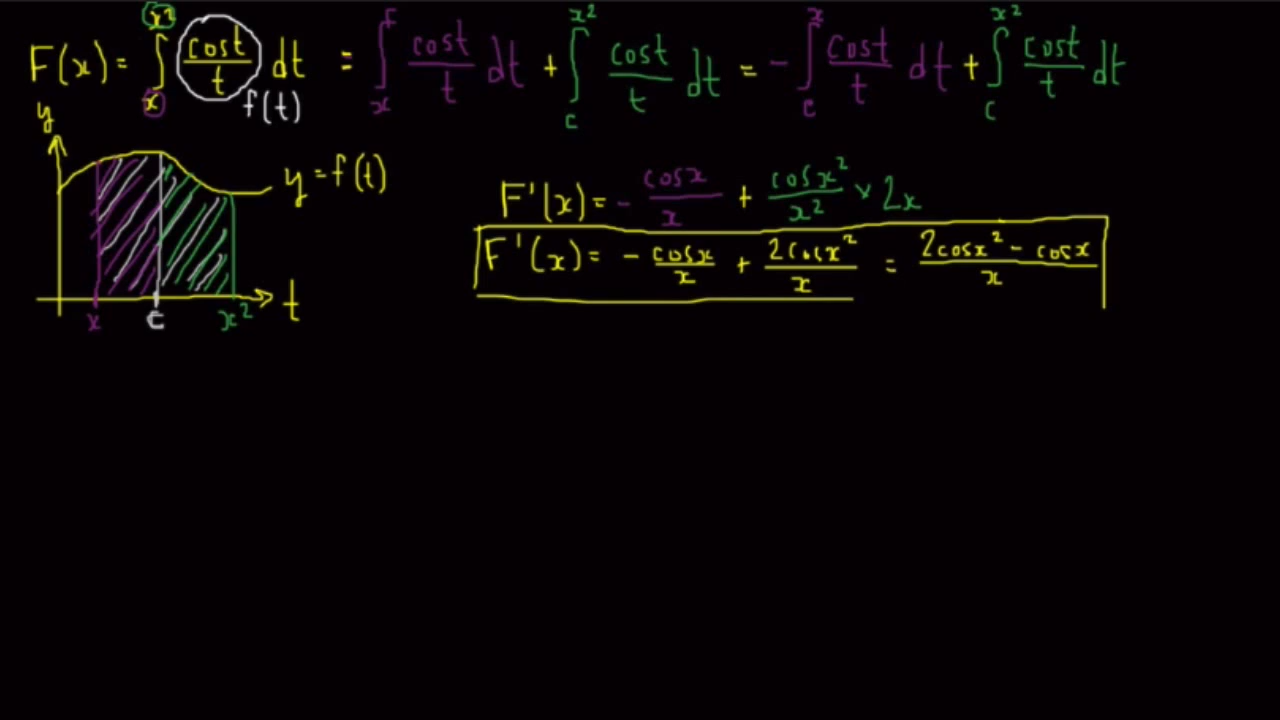 F(x) = ∫_x^{x²} cost/t dt = ∫_x^c cost/t dt + ∫_c^{x²} cost/t dt = - ∫_c^x cost/t dt + ∫_c^{x²} cost/t dt
f(t)
y
y = f(t)
F'(x) = - cosx/x + cosx²/x² × 2x
F'(x) = - cosx/x + 2cosx²/x = (2cosx² - cosx)/x
t
x c x²